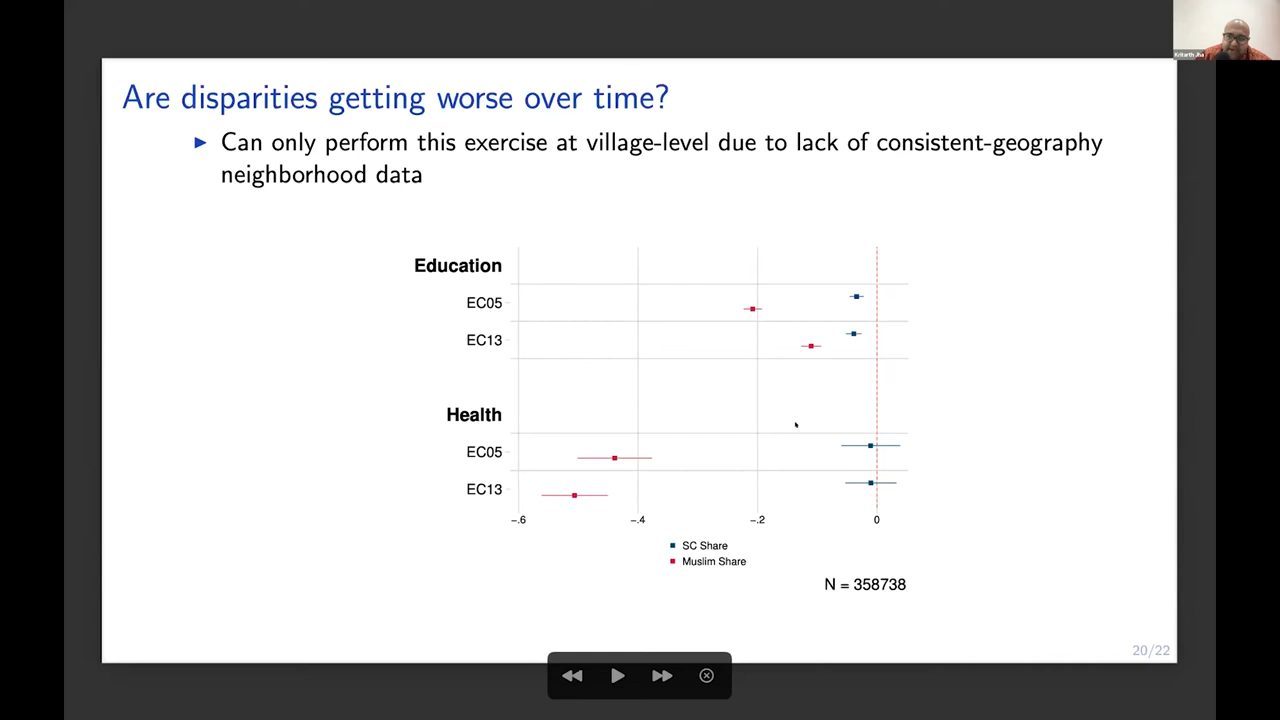 Kritarth Jha
Are disparities getting worse over time?
Can only perform this exercise at village-level due to lack of consistent-geography
neighborhood data
Education
EC05
EC13
Health
EC05
EC13
−.6 −.4 −.2 0
SC Share
Muslim Share
N = 358738
20/22